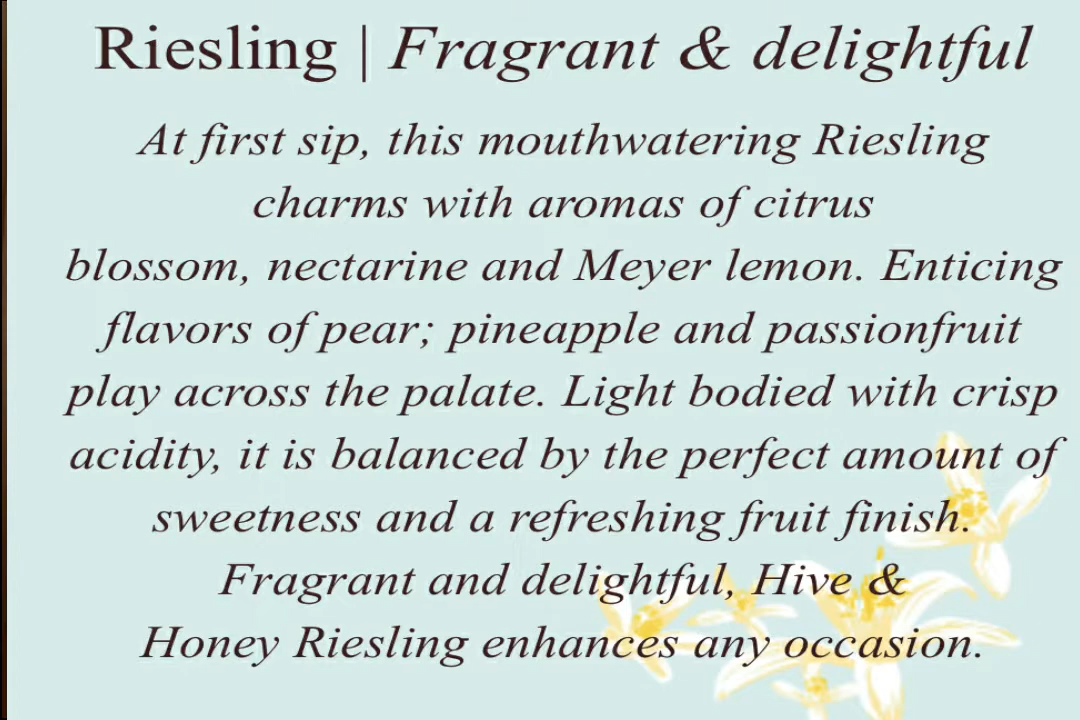 Riesling | Fragrant & delightful
At first sip, this mouthwatering Riesling
charms with aromas of citrus
blossom, nectarine and Meyer lemon. Enticing
flavors of pear; pineapple and passionfruit
play across the palate. Light bodied with crisp
acidity, it is balanced by the perfect amount of
sweetness and a refreshing fruit finish.
Fragrant and delightful, Hive &
Honey Riesling enhances any occasion.